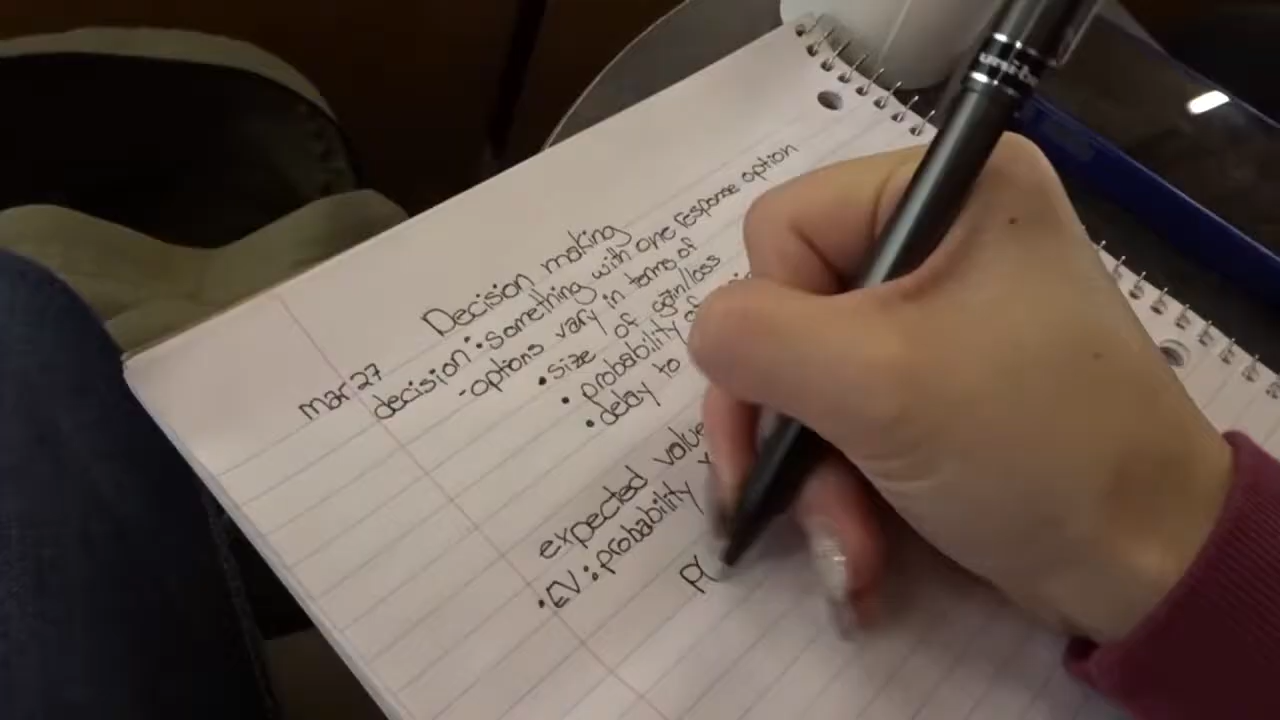 Decision making
mar 27
decision: something with one response option
-options vary in terms of
•size of gain/loss
•probability of
•delay to
expected value
•EV: probability x
P(
uni